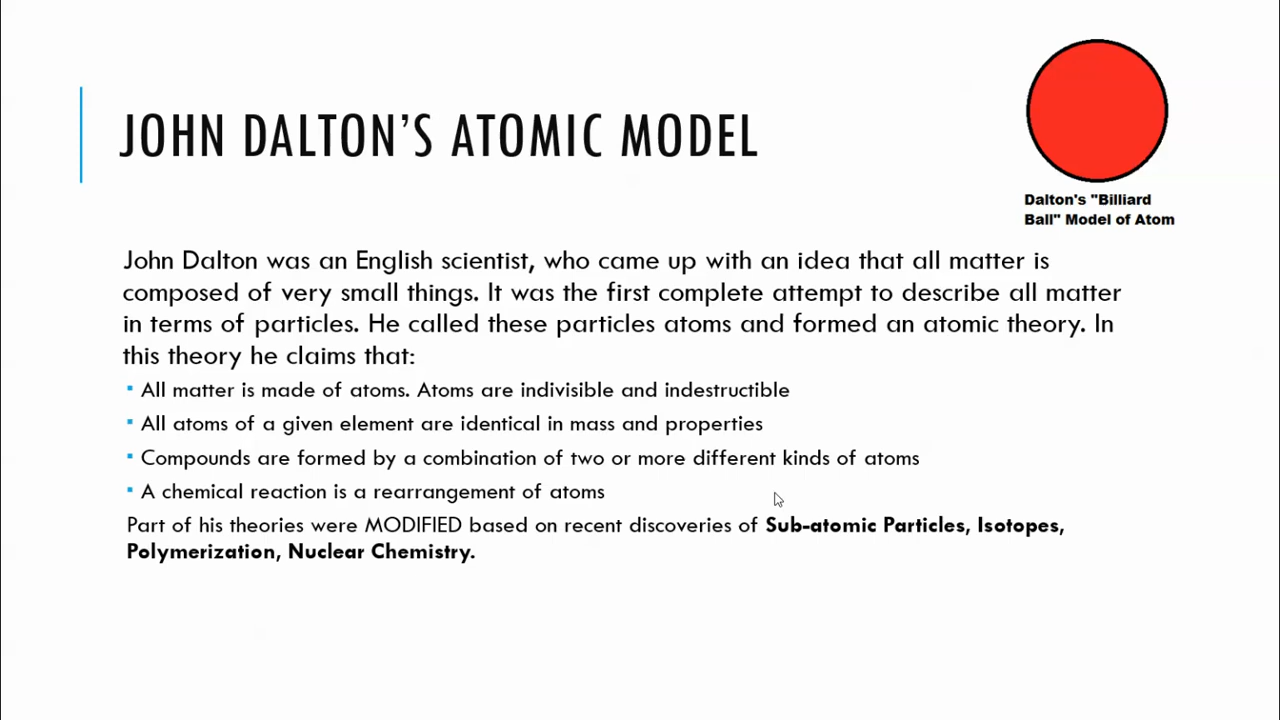 JOHN DALTON'S ATOMIC MODEL
Dalton's "Billiard
Ball" Model of Atom
John Dalton was an English scientist, who came up with an idea that all matter is
composed of very small things. It was the first complete attempt to describe all matter
in terms of particles. He called these particles atoms and formed an atomic theory. In
this theory he claims that:
▪ All matter is made of atoms. Atoms are indivisible and indestructible
▪ All atoms of a given element are identical in mass and properties
▪ Compounds are formed by a combination of two or more different kinds of atoms
▪ A chemical reaction is a rearrangement of atoms
Part of his theories were MODIFIED based on recent discoveries of Sub-atomic Particles, Isotopes,
Polymerization, Nuclear Chemistry.